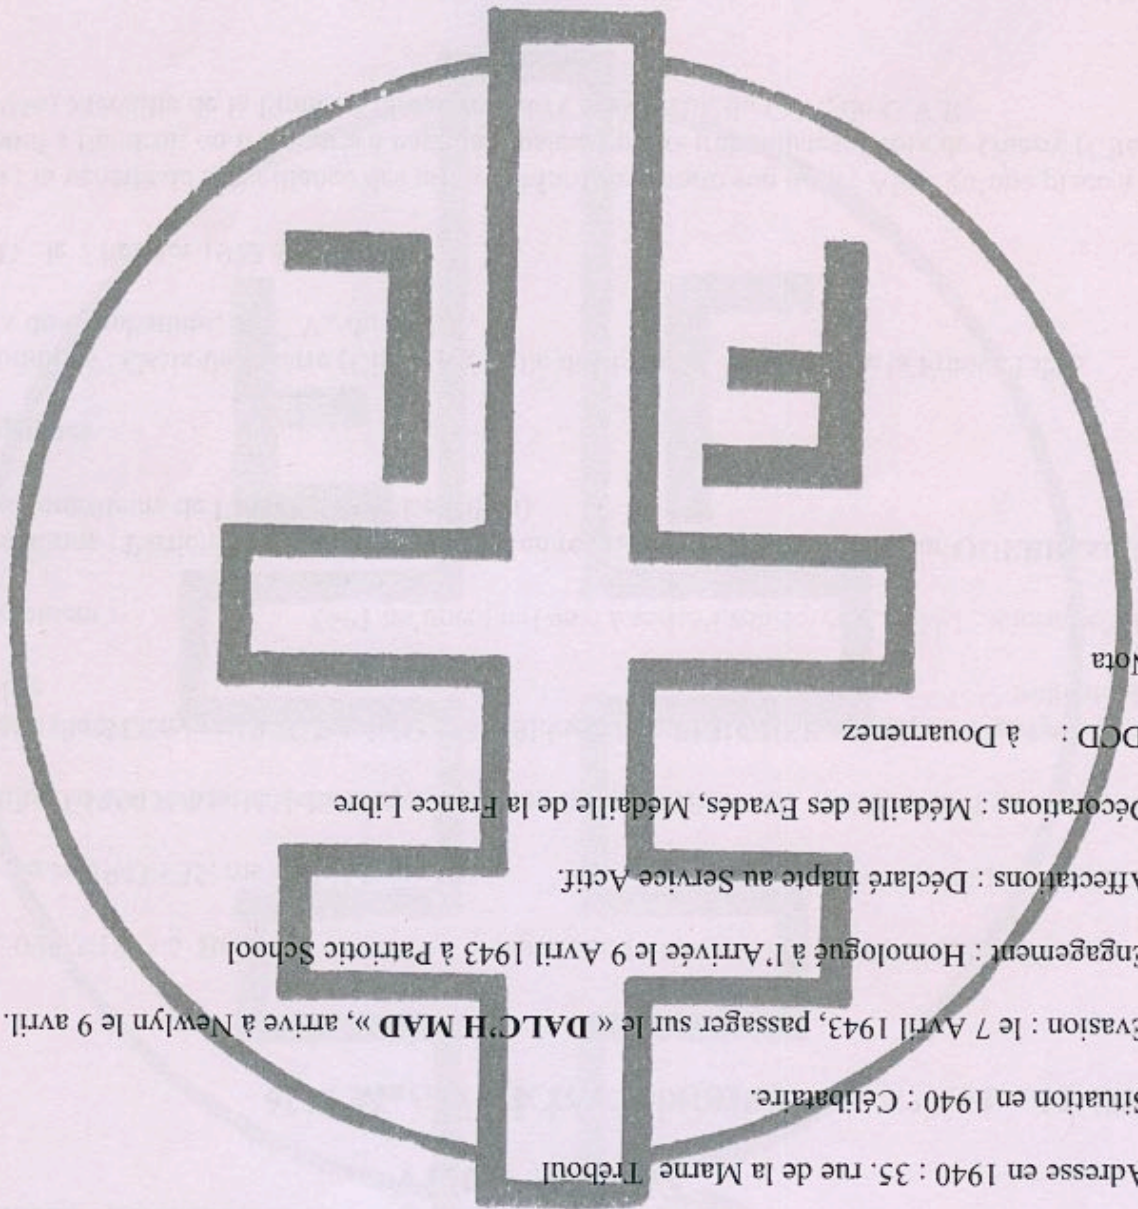 Adresse en 1940 : 35. rue de la Marne Tréboul
Situation en 1940 : Célibataire.
Evasion : le 7 Avril 1943, passager sur le « DALC'H MAD », arrive à Newlyn le 9 avril.
Engagement : Homologué à l'Arrivée le 9 Avril 1943 à Patriotic School
Affectations : Déclaré inapte au Service Actif.
Décorations : Médaille des Evadés, Médaille de la France Libre
DCD : à Douarnenez
Nota
F L